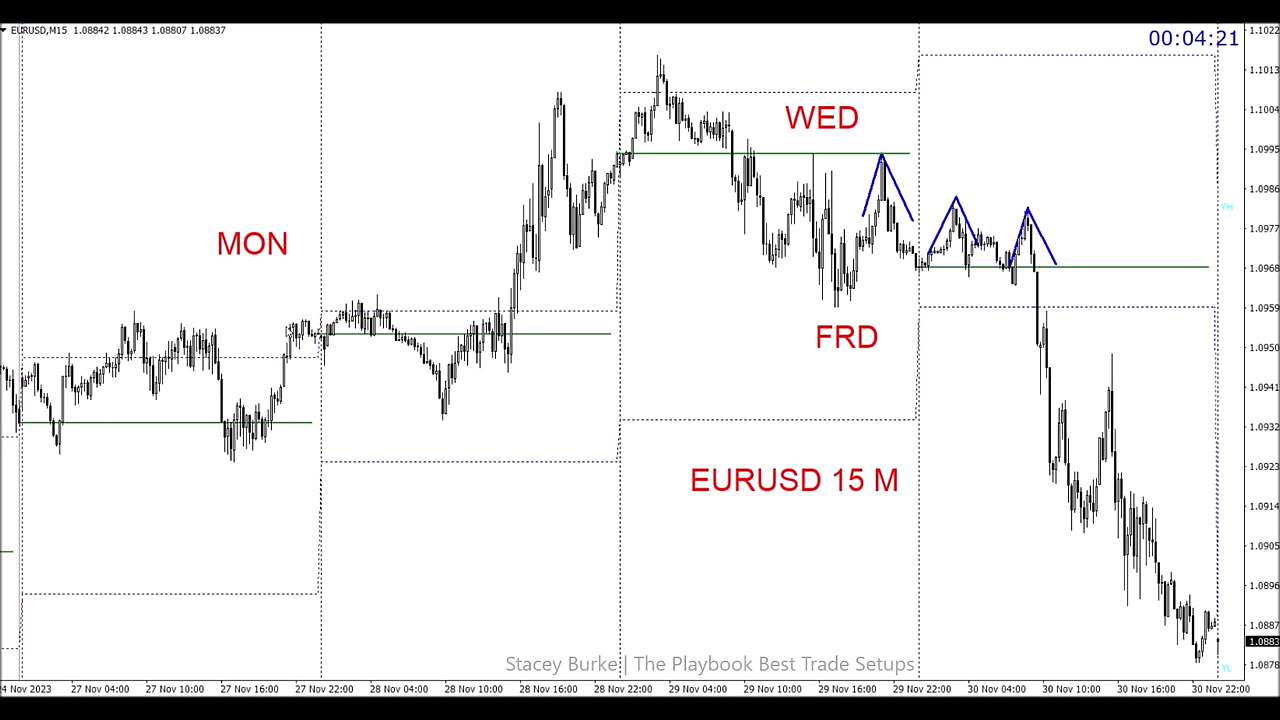 EURUSD,M15 1.08842 1.08843 1.08807 1.08837
00:04:21
WED
MON
FRD
EURUSD 15 M
YH
YL
Stacey Burke | The Playbook Best Trade Setups
1.1022
1.1013
1.1004
1.0995
1.0986
1.0977
1.0968
1.0959
1.0950
1.0941
1.0932
1.0923
1.0914
1.0905
1.0896
1.0887
1.0883
1.0878
4 Nov 2023 27 Nov 04:00 27 Nov 10:00 27 Nov 16:00 27 Nov 22:00 28 Nov 04:00 28 Nov 10:00 28 Nov 16:00 28 Nov 22:00 29 Nov 04:00 29 Nov 10:00 29 Nov 16:00 29 Nov 22:00 30 Nov 04:00 30 Nov 10:00 30 Nov 16:00 30 Nov 22:00